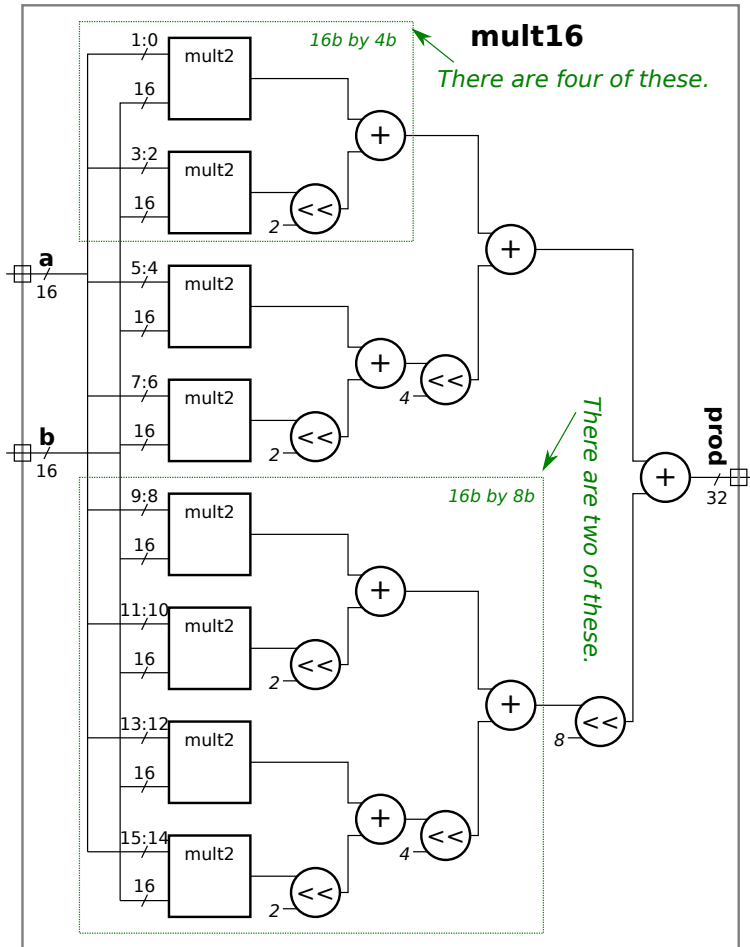 mult16
16b by 4b
There are four of these.
1:0
mult2
16
3:2
mult2
16
2
<<
+
+
a
16
5:4
mult2
16
7:6
mult2
16
2
<<
+
4
<<
b
16
There are two of these.
prod
32
+
16b by 8b
9:8
mult2
16
11:10
mult2
16
2
<<
+
+
8
<<
13:12
mult2
16
15:14
mult2
16
2
<<
+
4
<<